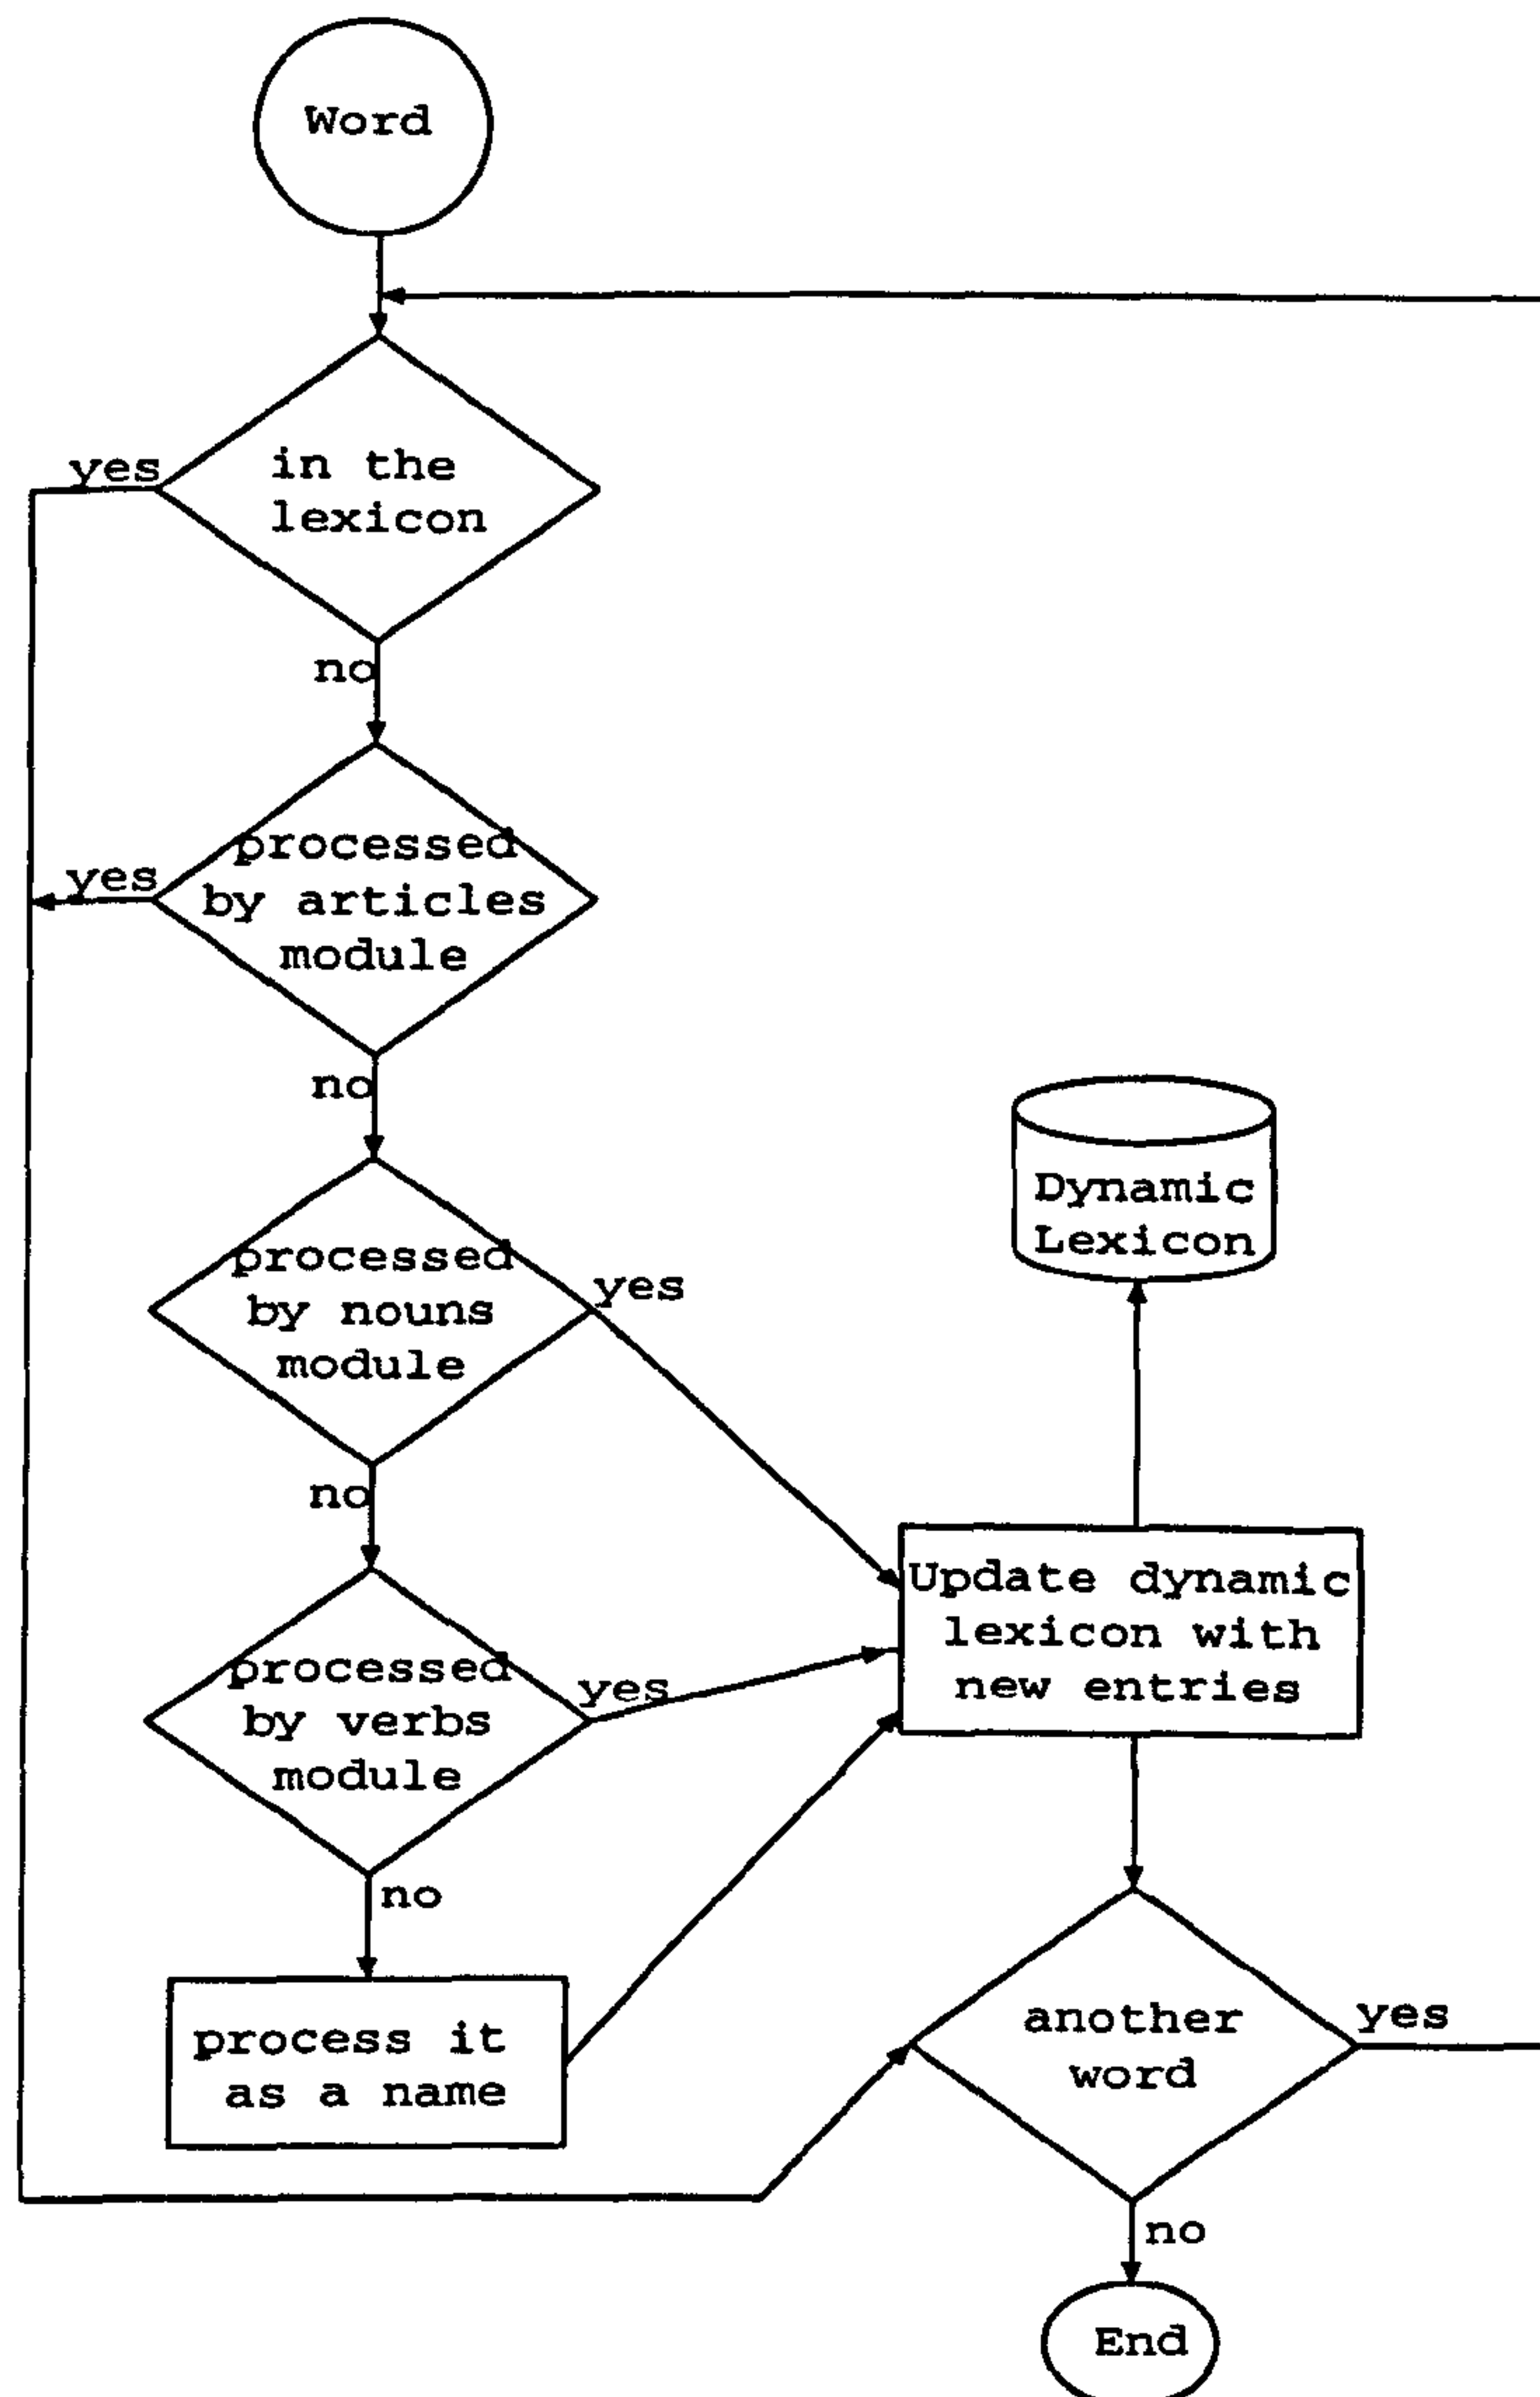 Word
yes
in the
lexicon
no
yes
processed
by articles
module
no
processed
by nouns
module
yes
no
processed
by verbs
module
yes
no
process it
as a name
Dynamic
Lexicon
Update dynamic
lexicon with
new entries
another
word
yes
no
End